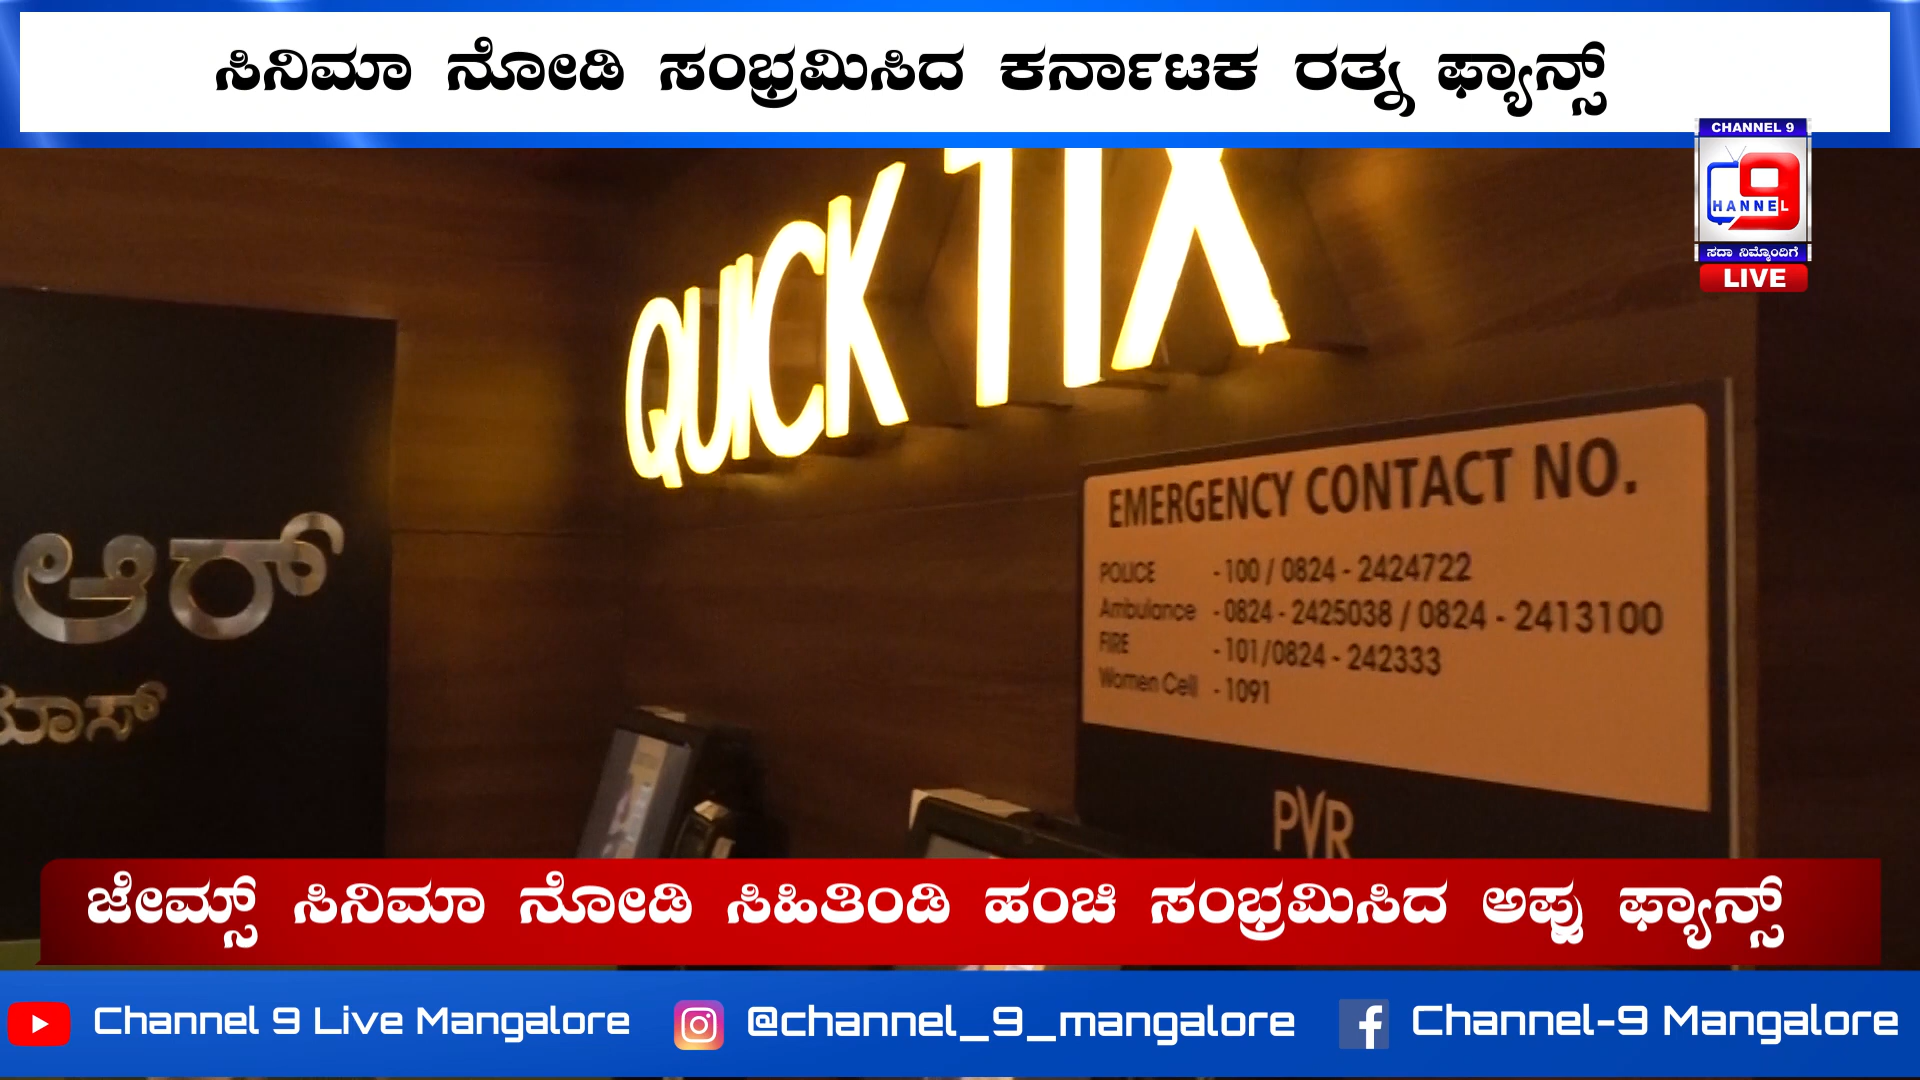 ಸಿನಿಮಾ ನೋಡಿ ಸಂಭ್ರಮಿಸಿದ ಕರ್ನಾಟಕ ರತ್ನ ಫ್ಯಾನ್ಸ್
CHANNEL 9
9
HANNEL
ಸದಾ ನಿಮ್ಮೊಂದಿಗೆ
LIVE
QUICK TIX
EMERGENCY CONTACT NO.
POLICE - 100 / 0824 - 2424722
Ambulance - 0824 - 2425038 / 0824 - 2413100
FIRE - 101/0824 - 242333
Women Cell - 1091
PVR
ಆರ್
ಮಾಸ್
ಜೇಮ್ಸ್ ಸಿನಿಮಾ ನೋಡಿ ಸಿಹಿತಿಂಡಿ ಹಂಚಿ ಸಂಭ್ರಮಿಸಿದ ಅಪ್ಪು ಫ್ಯಾನ್ಸ್
Channel 9 Live Mangalore @channel_9_mangalore Channel-9 Mangalore